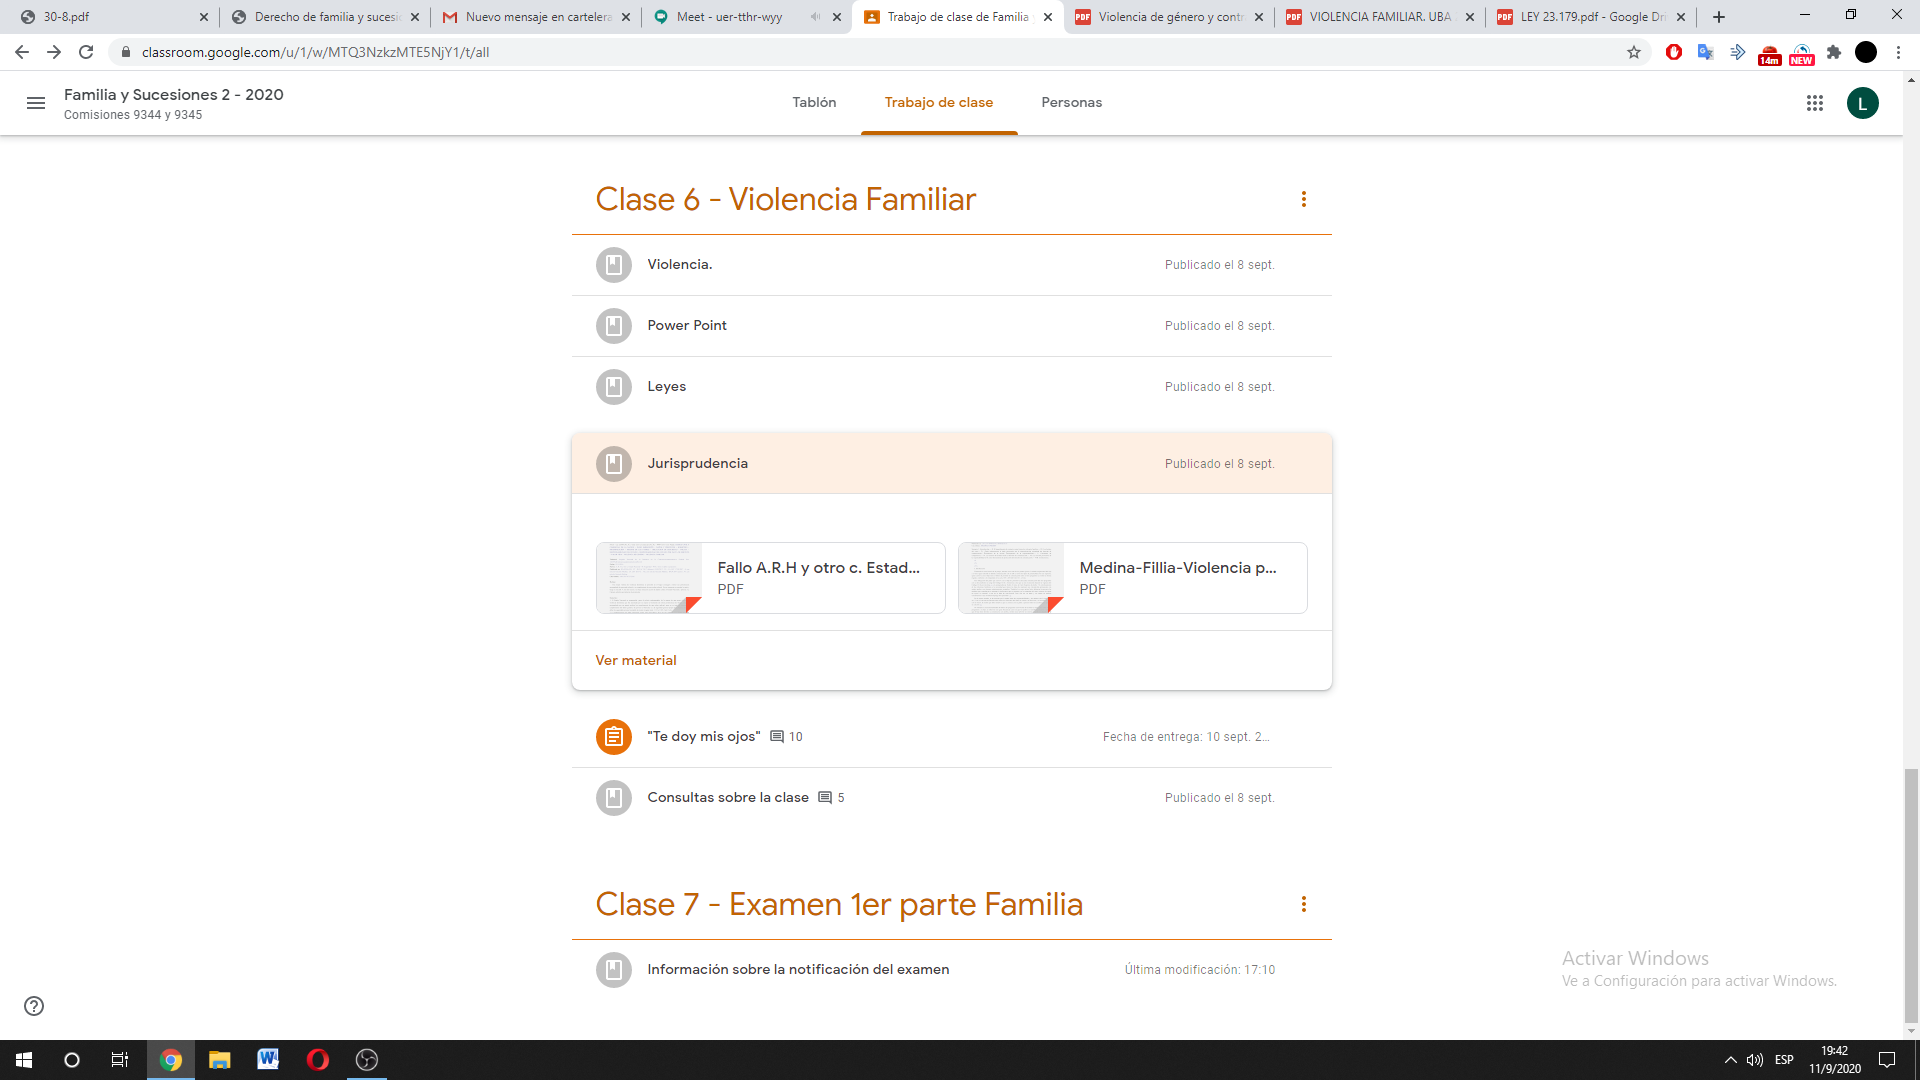 30-8.pdf
Derecho de familia y sucesi
Nuevo mensaje en cartelera
Meet - uer-tthr-wyy
Trabajo de clase de Familia
Violencia de género y contr
VIOLENCIA FAMILIAR. UBA
LEY 23.179.pdf - Google Dri
classroom.google.com/u/1/w/MTQ3NzkzMTE5NjY1/t/all
14m
NEW
Familia y Sucesiones 2 - 2020
Comisiones 9344 y 9345
Tablón
Trabajo de clase
Personas
L
Clase 6 - Violencia Familiar
Violencia.
Publicado el 8 sept.
Power Point
Publicado el 8 sept.
Leyes
Publicado el 8 sept.
Jurisprudencia
Publicado el 8 sept.
Fallo A.R.H y otro c. Estad...
PDF
Medina-Fillia-Violencia p...
PDF
Ver material
"Te doy mis ojos"
10
Fecha de entrega: 10 sept. 2...
Consultas sobre la clase
5
Publicado el 8 sept.
Clase 7 - Examen 1er parte Familia
Información sobre la notificación del examen
Última modificación: 17:10
Activar Windows
Ve a Configuración para activar Windows.
ESP
19:42
11/9/2020